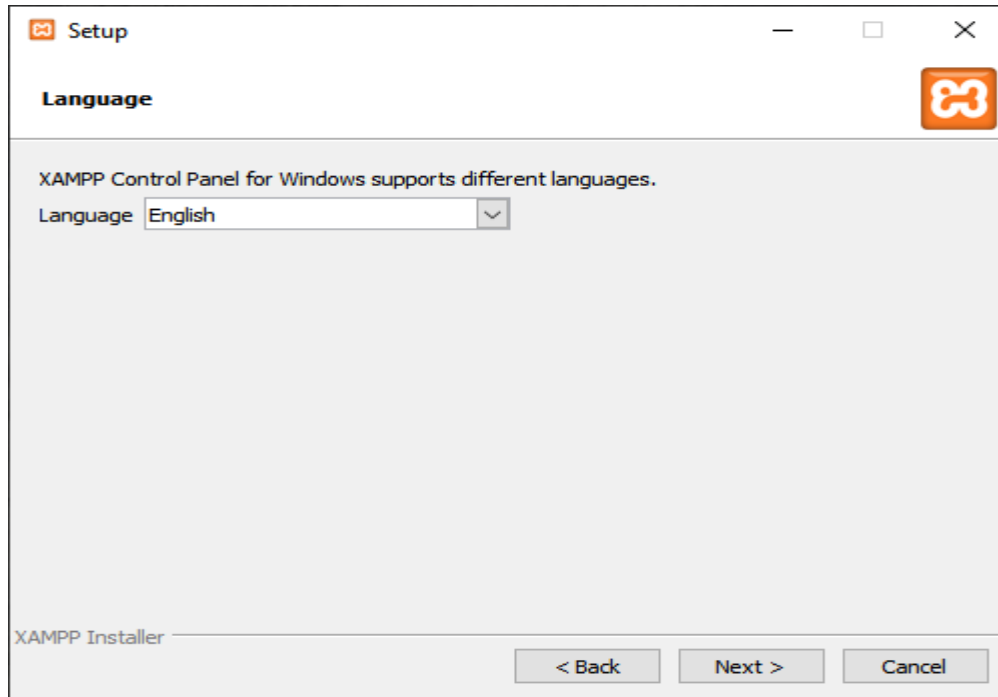 Setup
Language
XAMPP Control Panel for Windows supports different languages.
Language English
XAMPP Installer
< Back Next > Cancel